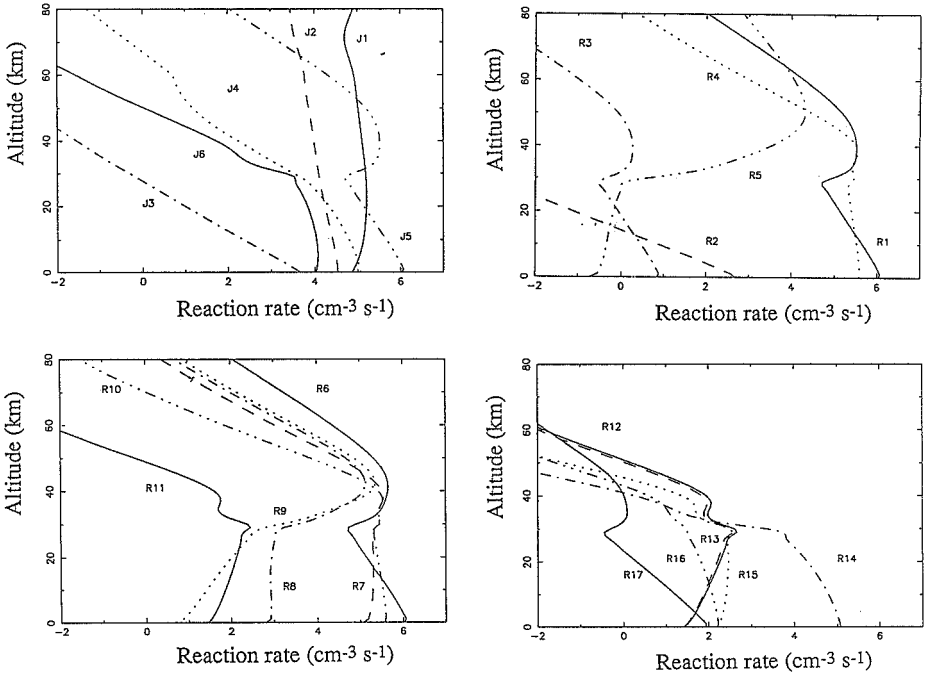 80
60
40
20
0
-2 0 2 4 6
Altitude (km)
Reaction rate (cm-3 s-1)
J2
J1
J4
J6
J3
J5
80
60
40
20
0
-2 0 2 4 6
Altitude (km)
Reaction rate (cm-3 s-1)
R3
R4
R5
R2
R1
80
60
40
20
0
-2 0 2 4 6
Altitude (km)
Reaction rate (cm-3 s-1)
R10
R6
R11
R9
R8
R7
80
60
40
20
0
-2 0 2 4 6
Altitude (km)
Reaction rate (cm-3 s-1)
R12
R13
R16
R14
R17
R15